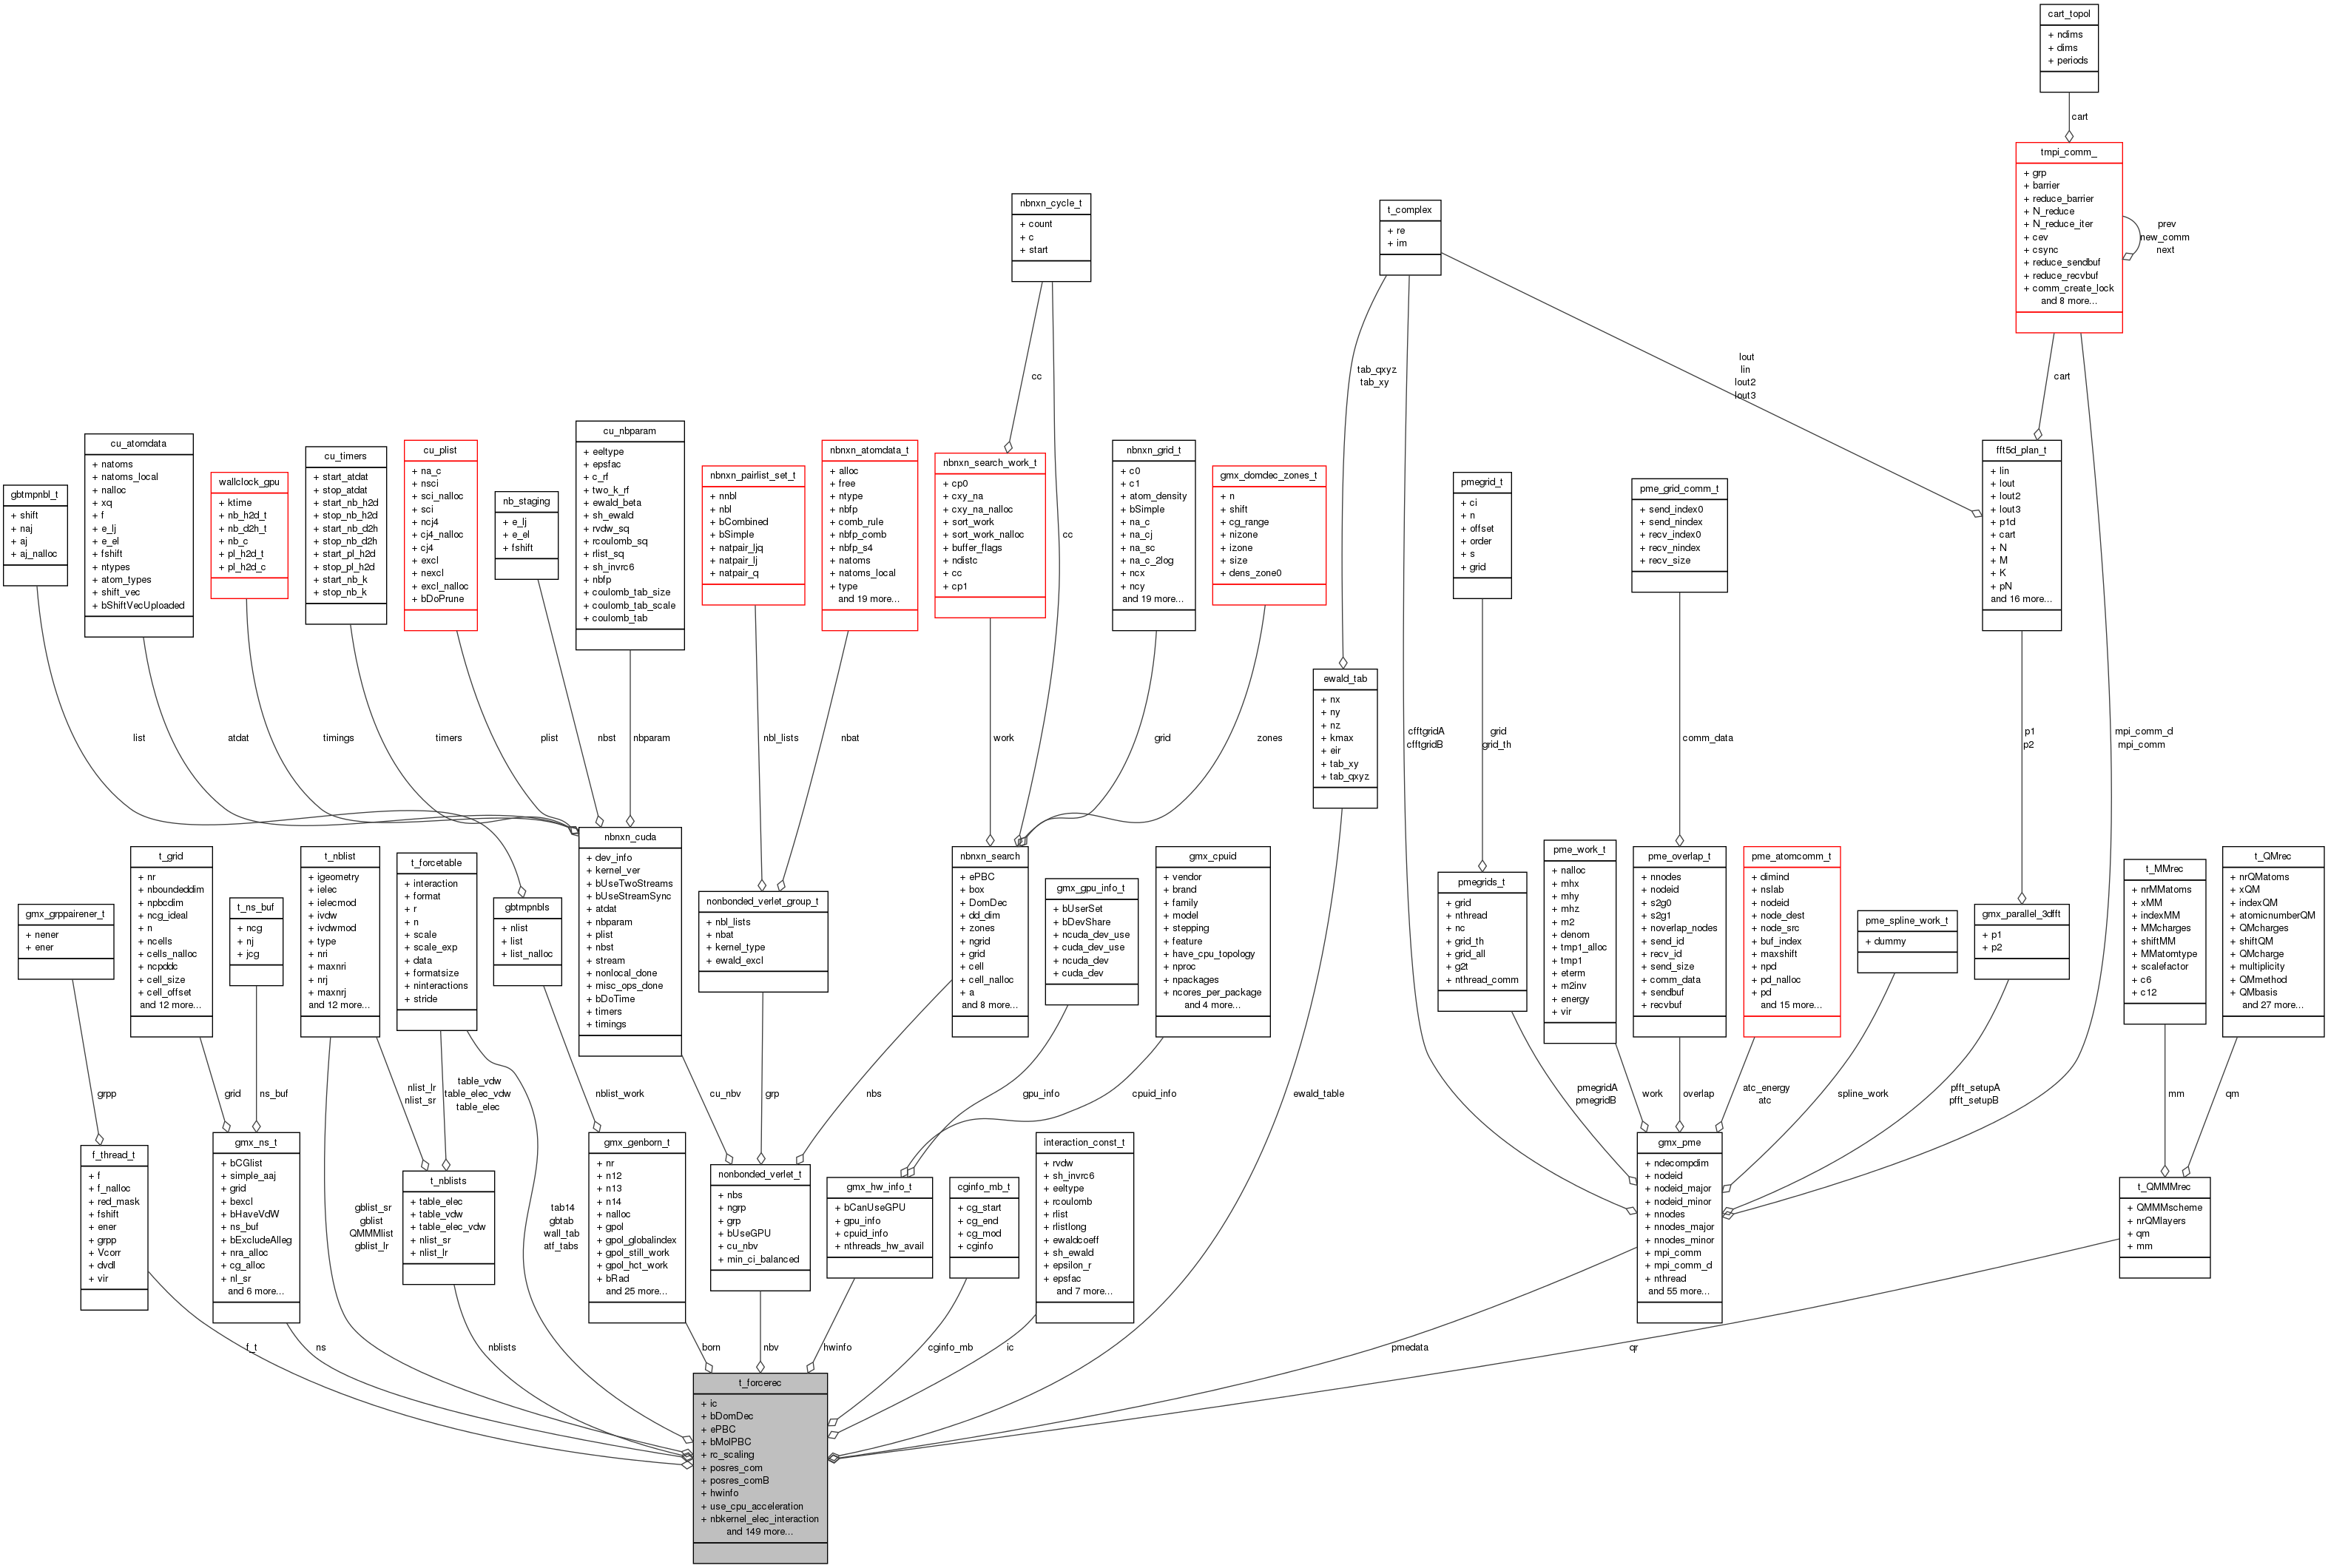 cart_topol
+ ndims
+ dims
+ periods
cart
tmpi_comm_
+ grp
+ barrier
+ reduce_barrier
+ N_reduce
+ N_reduce_iter
+ cev
+ csync
+ reduce_sendbuf
+ reduce_recvbuf
+ comm_create_lock
and 8 more...
prev
new_comm
next
nbnxn_cycle_t
+ count
+ c
+ start
t_complex
+ re
+ im
cc
cc
tab_qxyz
tab_xy
lout
lin
lout2
lout3
cart
gbtmpnbl_t
+ shift
+ naj
+ aj
+ aj_nalloc
cu_atomdata
+ natoms
+ natoms_local
+ nalloc
+ xq
+ f
+ e_lj
+ e_el
+ fshift
+ ntypes
+ atom_types
+ shift_vec
+ bShiftVecUploaded
wallclock_gpu
+ ktime
+ nb_h2d_t
+ nb_d2h_t
+ nb_c
+ pl_h2d_t
+ pl_h2d_c
cu_timers
+ start_atdat
+ stop_atdat
+ start_nb_h2d
+ stop_nb_h2d
+ start_nb_d2h
+ stop_nb_d2h
+ start_pl_h2d
+ stop_pl_h2d
+ start_nb_k
+ stop_nb_k
cu_plist
+ na_c
+ nsci
+ sci_nalloc
+ sci
+ ncj4
+ cj4_nalloc
+ cj4
+ excl
+ nexcl
+ excl_nalloc
+ bDoPrune
nb_staging
+ e_lj
+ e_el
+ fshift
cu_nbparam
+ eeltype
+ epsfac
+ c_rf
+ two_k_rf
+ ewald_beta
+ sh_ewald
+ rvdw_sq
+ rcoulomb_sq
+ rlist_sq
+ sh_invrc6
+ nbfp
+ coulomb_tab_size
+ coulomb_tab_scale
+ coulomb_tab
nbnxn_pairlist_set_t
+ nnbl
+ nbl
+ bCombined
+ bSimple
+ natpair_ljq
+ natpair_lj
+ natpair_q
nbnxn_atomdata_t
+ alloc
+ free
+ ntype
+ nbfp
+ comb_rule
+ nbfp_comb
+ nbfp_s4
+ natoms
+ natoms_local
+ type
and 19 more...
nbnxn_search_work_t
+ cp0
+ cxy_na
+ cxy_na_nalloc
+ sort_work
+ sort_work_nalloc
+ buffer_flags
+ ndistc
+ cc
+ cp1
nbnxn_grid_t
+ c0
+ c1
+ atom_density
+ bSimple
+ na_c
+ na_cj
+ na_sc
+ na_c_2log
+ ncx
+ ncy
and 19 more...
gmx_domdec_zones_t
+ n
+ shift
+ cg_range
+ nizone
+ izone
+ size
+ dens_zone0
pmegrid_t
+ ci
+ n
+ offset
+ order
+ s
+ grid
pme_grid_comm_t
+ send_index0
+ send_nindex
+ recv_index0
+ recv_nindex
+ recv_size
fft5d_plan_t
+ lin
+ lout
+ lout2
+ lout3
+ p1d
+ cart
+ N
+ M
+ K
+ pN
and 16 more...
ewald_tab
+ nx
+ ny
+ nz
+ kmax
+ eir
+ tab_xy
+ tab_qxyz
list
atdat
timings
timers
plist
nbst
nbparam
nbl_lists
nbat
work
grid
zones
cfftgridA
cfftgridB
grid
grid_th
comm_data
p1
p2
mpi_comm_d
mpi_comm
gmx_grppairener_t
+ nener
+ ener
t_grid
+ nr
+ nboundeddim
+ npbcdim
+ ncg_ideal
+ n
+ ncells
+ cells_nalloc
+ ncpddc
+ cell_size
+ cell_offset
and 12 more...
t_ns_buf
+ ncg
+ nj
+ jcg
t_nblist
+ igeometry
+ ielec
+ ielecmod
+ ivdw
+ ivdwmod
+ type
+ nri
+ maxnri
+ nrj
+ maxnrj
and 12 more...
t_forcetable
+ interaction
+ format
+ r
+ n
+ scale
+ scale_exp
+ data
+ formatsize
+ ninteractions
+ stride
gbtmpnbls
+ nlist
+ list
+ list_nalloc
nbnxn_cuda
+ dev_info
+ kernel_ver
+ bUseTwoStreams
+ bUseStreamSync
+ atdat
+ nbparam
+ plist
+ nbst
+ stream
+ nonlocal_done
+ misc_ops_done
+ bDoTime
+ timers
+ timings
nonbonded_verlet_group_t
+ nbl_lists
+ nbat
+ kernel_type
+ ewald_excl
nbnxn_search
+ ePBC
+ box
+ DomDec
+ dd_dim
+ zones
+ ngrid
+ grid
+ cell
+ cell_nalloc
+ a
and 8 more...
gmx_gpu_info_t
+ bUserSet
+ bDevShare
+ ncuda_dev_use
+ cuda_dev_use
+ ncuda_dev
+ cuda_dev
gmx_cpuid
+ vendor
+ brand
+ family
+ model
+ stepping
+ feature
+ have_cpu_topology
+ nproc
+ npackages
+ ncores_per_package
and 4 more...
pmegrids_t
+ grid
+ nthread
+ nc
+ grid_th
+ grid_all
+ g2t
+ nthread_comm
pme_work_t
+ nalloc
+ mhx
+ mhy
+ mhz
+ m2
+ denom
+ tmp1_alloc
+ tmp1
+ eterm
+ m2inv
+ energy
+ vir
pme_overlap_t
+ nnodes
+ nodeid
+ s2g0
+ s2g1
+ noverlap_nodes
+ send_id
+ recv_id
+ send_size
+ comm_data
+ sendbuf
+ recvbuf
pme_atomcomm_t
+ dimind
+ nslab
+ nodeid
+ node_dest
+ node_src
+ buf_index
+ maxshift
+ npd
+ pd_nalloc
+ pd
and 15 more...
pme_spline_work_t
+ dummy
gmx_parallel_3dfft
+ p1
+ p2
t_MMrec
+ nrMMatoms
+ xMM
+ indexMM
+ MMcharges
+ shiftMM
+ MMatomtype
+ scalefactor
+ c6
+ c12
t_QMrec
+ nrQMatoms
+ xQM
+ indexQM
+ atomicnumberQM
+ QMcharges
+ shiftQM
+ QMcharge
+ multiplicity
+ QMmethod
+ QMbasis
and 27 more...
grpp
grid
ns_buf
nlist_lr
nlist_sr
table_vdw
table_elec_vdw
table_elec
nblist_work
cu_nbv
grp
nbs
gpu_info
cpuid_info
ewald_table
pmegridA
pmegridB
work
overlap
atc_energy
atc
spline_work
pfft_setupA
pfft_setupB
mm
qm
f_thread_t
+ f
+ f_nalloc
+ red_mask
+ fshift
+ ener
+ grpp
+ Vcorr
+ dvdl
+ vir
gmx_ns_t
+ bCGlist
+ simple_aaj
+ grid
+ bexcl
+ bHaveVdW
+ ns_buf
+ bExcludeAlleg
+ nra_alloc
+ cg_alloc
+ nl_sr
and 6 more...
gblist_sr
gblist
QMMMlist
gblist_lr
t_nblists
+ table_elec
+ table_vdw
+ table_elec_vdw
+ nlist_sr
+ nlist_lr
tab14
gbtab
wall_tab
atf_tabs
gmx_genborn_t
+ nr
+ n12
+ n13
+ n14
+ nalloc
+ gpol
+ gpol_globalindex
+ gpol_still_work
+ gpol_hct_work
+ bRad
and 25 more...
nonbonded_verlet_t
+ nbs
+ ngrp
+ grp
+ bUseGPU
+ cu_nbv
+ min_ci_balanced
gmx_hw_info_t
+ bCanUseGPU
+ gpu_info
+ cpuid_info
+ nthreads_hw_avail
cginfo_mb_t
+ cg_start
+ cg_end
+ cg_mod
+ cginfo
interaction_const_t
+ rvdw
+ sh_invrc6
+ eeltype
+ rcoulomb
+ rlist
+ rlistlong
+ ewaldcoeff
+ sh_ewald
+ epsilon_r
+ epsfac
and 7 more...
gmx_pme
+ ndecompdim
+ nodeid
+ nodeid_major
+ nodeid_minor
+ nnodes
+ nnodes_major
+ nnodes_minor
+ mpi_comm
+ mpi_comm_d
+ nthread
and 55 more...
t_QMMMrec
+ QMMMscheme
+ nrQMlayers
+ qm
+ mm
f_t
ns
nblists
born
nbv
hwinfo
cginfo_mb
ic
pmedata
qr
t_forcerec
+ ic
+ bDomDec
+ ePBC
+ bMolPBC
+ rc_scaling
+ posres_com
+ posres_comB
+ hwinfo
+ use_cpu_acceleration
+ nbkernel_elec_interaction
and 149 more...